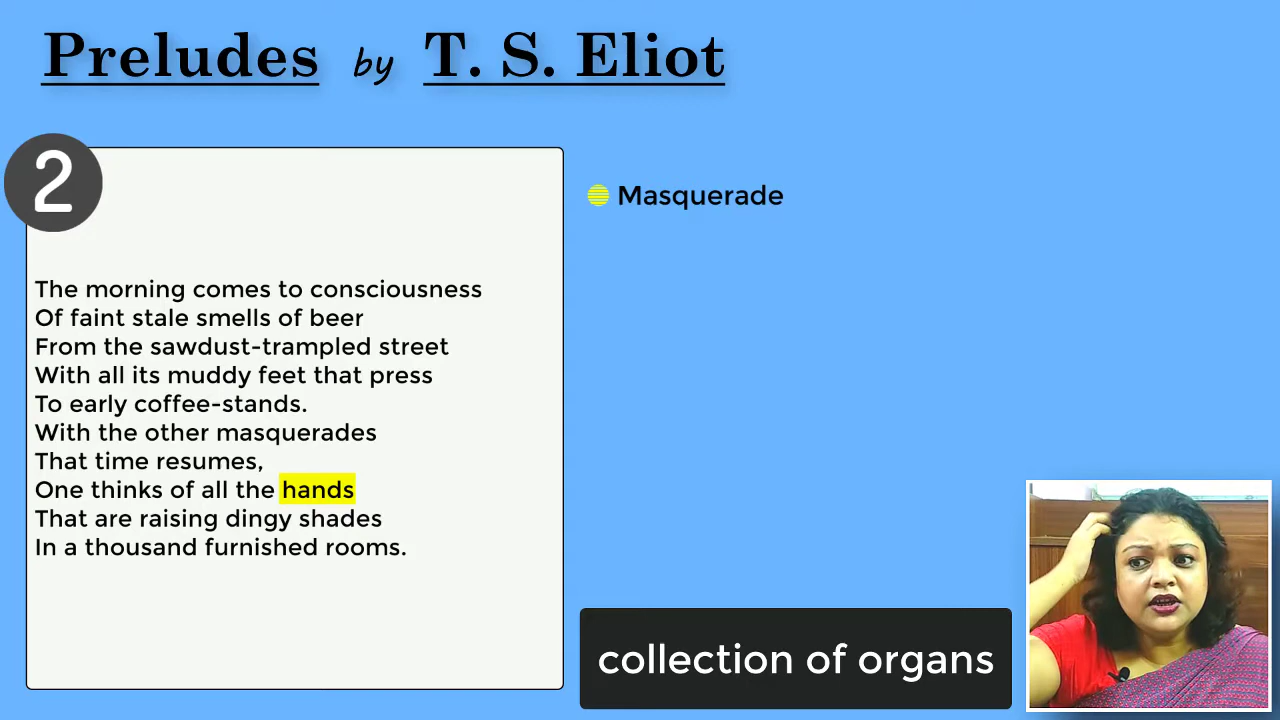 Preludes by T. S. Eliot
2
Masquerade
The morning comes to consciousness
Of faint stale smells of beer
From the sawdust-trampled street
With all its muddy feet that press
To early coffee-stands.
With the other masquerades
That time resumes,
One thinks of all the hands
That are raising dingy shades
In a thousand furnished rooms.
collection of organs